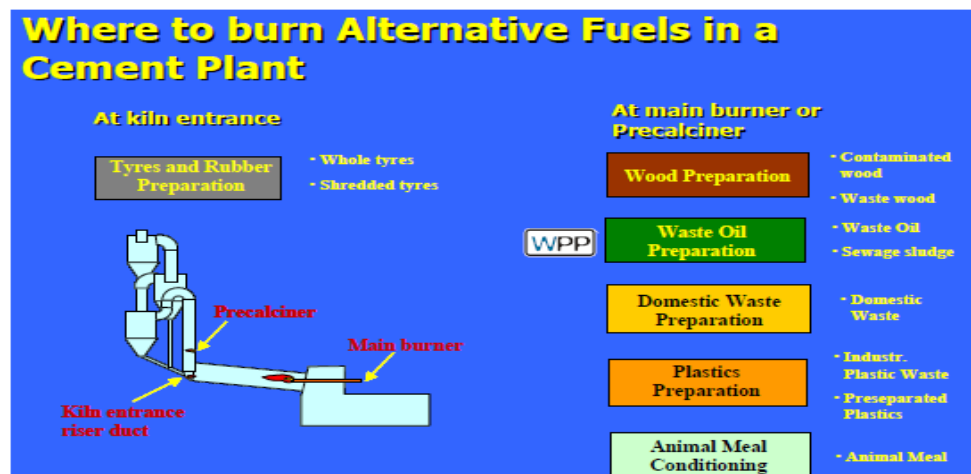 Where to burn Alternative Fuels in a
Cement Plant
At kiln entrance
Tyres and Rubber
Preparation
- Whole tyres
- Shredded tyres
Precalciner
Main burner
Kiln entrance
riser duct
At main burner or
Precalciner
Wood Preparation
- Contaminated
wood
- Waste wood
WPP
Waste Oil
Preparation
- Waste Oil
- Sewage sludge
Domestic Waste
Preparation
- Domestic
Waste
Plastics
Preparation
- Industr.
Plastic Waste
- Preseparated
Plastics
Animal Meal
Conditioning
- Animal Meal